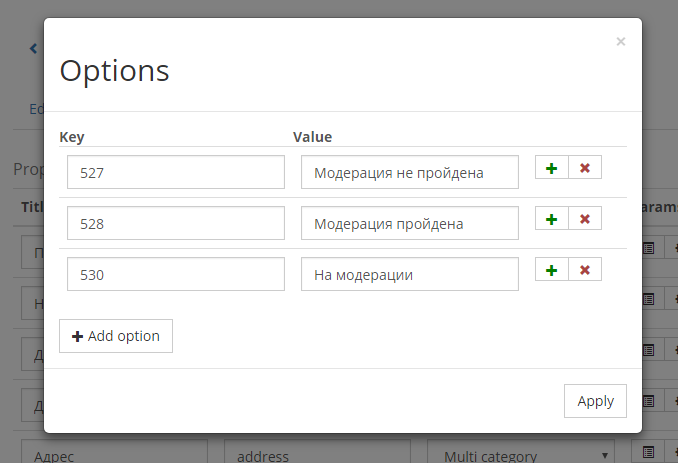 ×
Options
Ed
Prop
Key Value
Titl
arams
527 Модерация не пройдена
528 Модерация пройдена
530 На модерации
П
Н
Д
Д
Add option
Apply
Адрес address Multi category